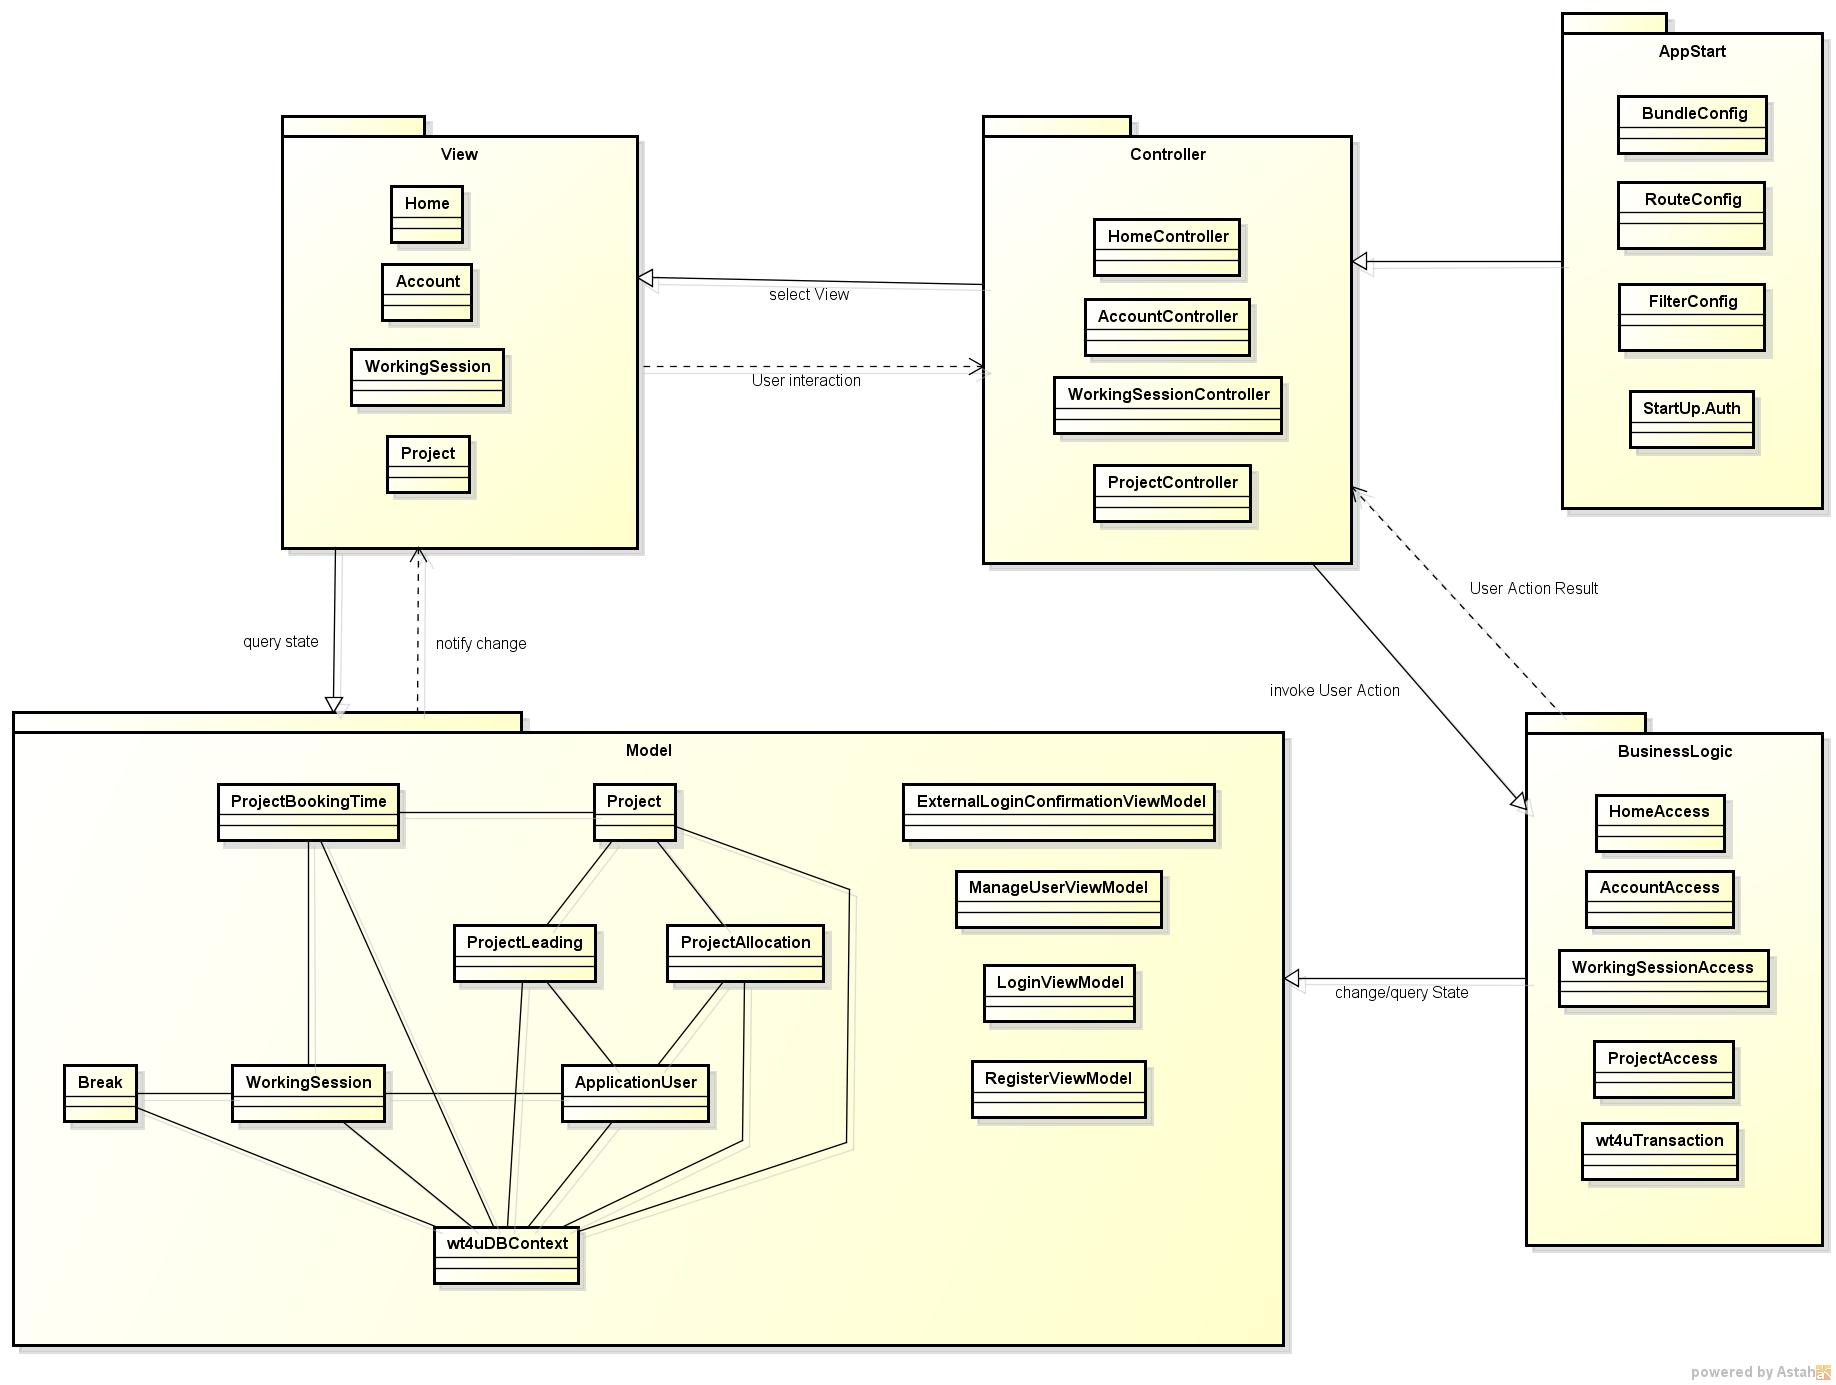 AppStart
BundleConfig
RouteConfig
FilterConfig
StartUp.Auth
View
Home
Account
WorkingSession
Project
Controller
HomeController
AccountController
WorkingSessionController
ProjectController
select View
User interaction
User Action Result
invoke User Action
query state
notify change
Model
ProjectBookingTime
Project
ExternalLoginConfirmationViewModel
ManageUserViewModel
ProjectLeading
ProjectAllocation
LoginViewModel
Break
WorkingSession
ApplicationUser
RegisterViewModel
wt4uDBContext
change/query State
BusinessLogic
HomeAccess
AccountAccess
WorkingSessionAccess
ProjectAccess
wt4uTransaction
powered by Astah